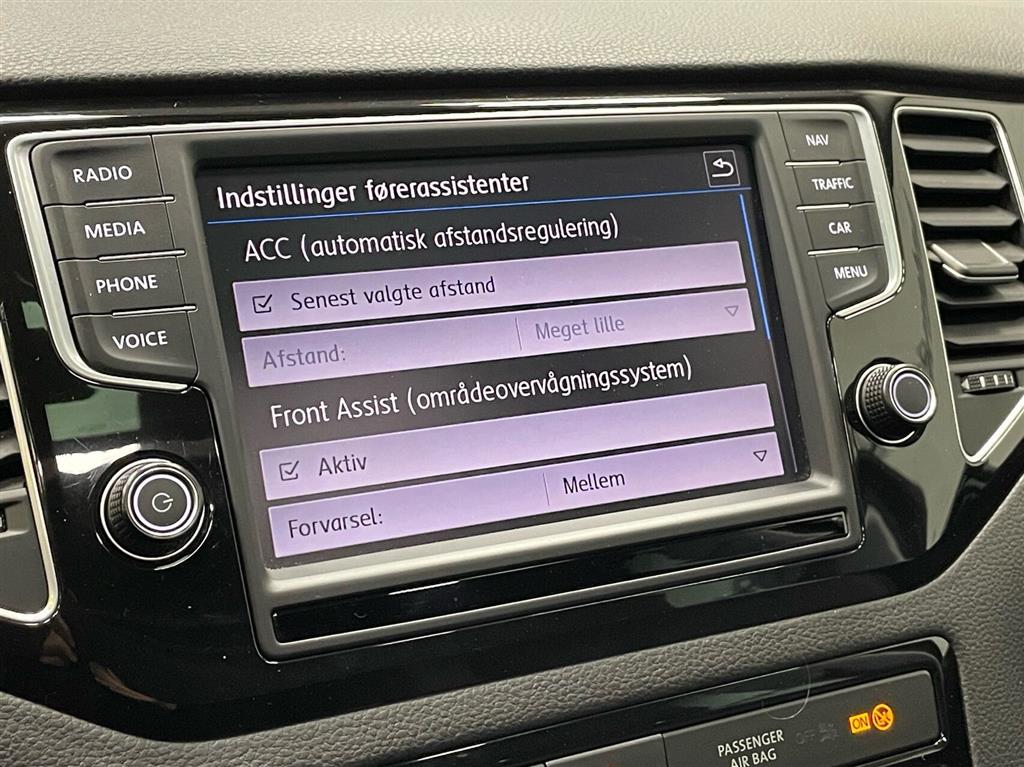 RADIO
MEDIA
PHONE
VOICE
Indstillinger førerassistenter
ACC (automatisk afstandsregulering)
Senest valgte afstand
Afstand: Meget lille
Front Assist (områdeovervågningssystem)
Aktiv
Forvarsel: Mellem
NAV
TRAFFIC
CAR
MENU
PASSENGER
AIR BAG
OFF
ON